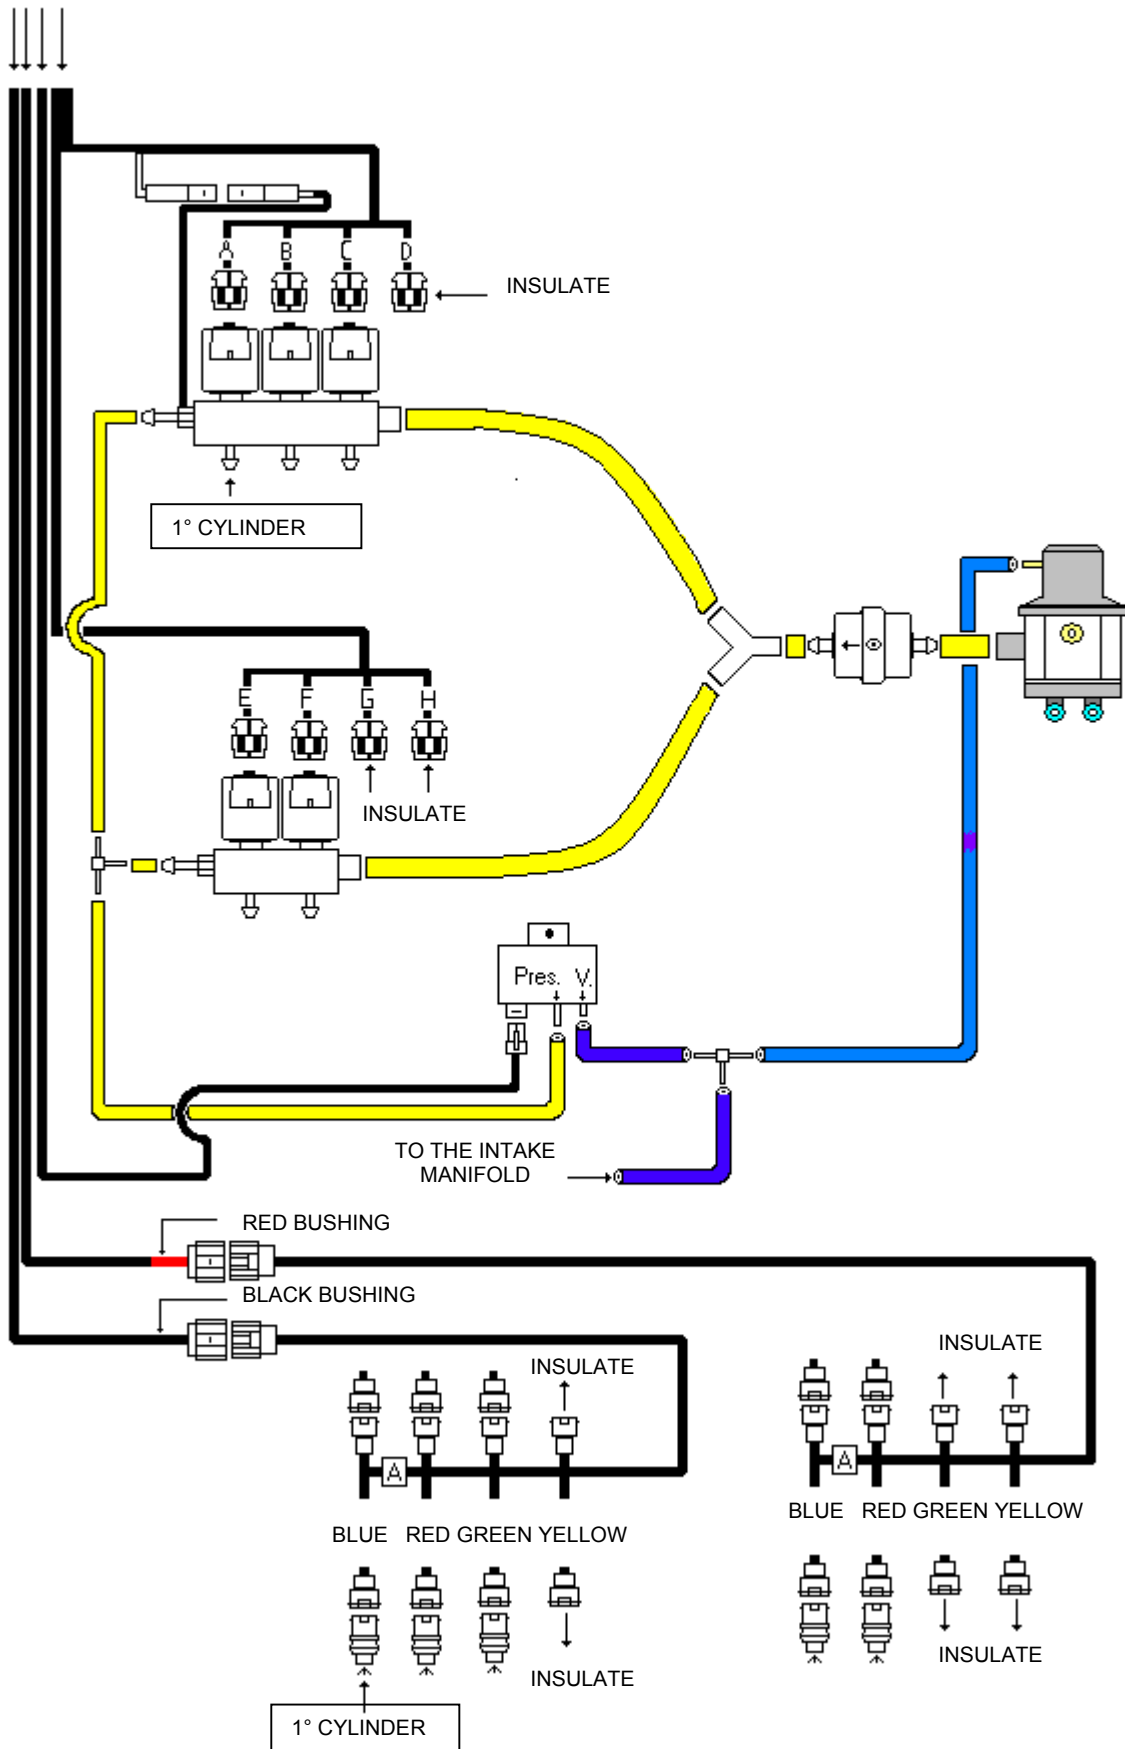 A B C D
INSULATE
1° CYLINDER
E F G H
INSULATE
Pres. V.
TO THE INTAKE
MANIFOLD
RED BUSHING
BLACK BUSHING
INSULATE
INSULATE
A
A
BLUE RED GREEN YELLOW
BLUE RED GREEN YELLOW
INSULATE
INSULATE
1° CYLINDER